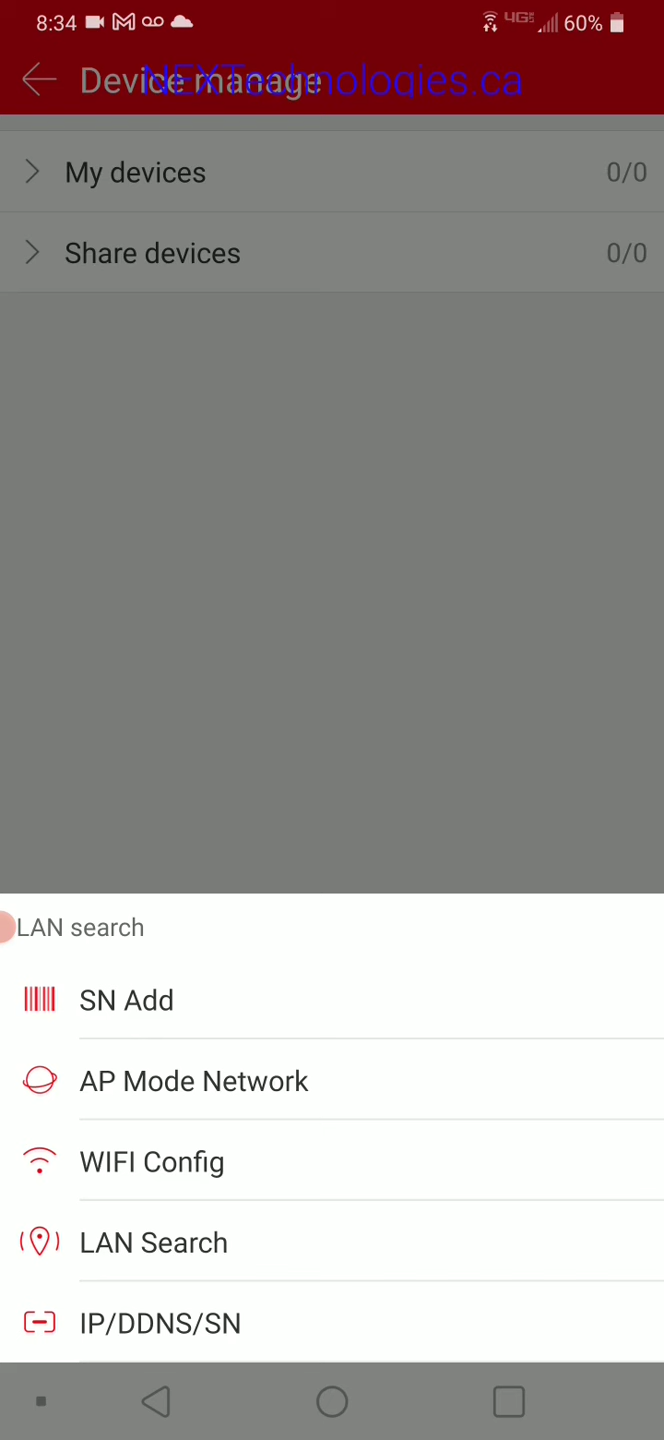 8:34 4GE 60%
Device manage
NEXTechnologies.ca
My devices 0/0
Share devices 0/0
LAN search
SN Add
AP Mode Network
WIFI Config
LAN Search
IP/DDNS/SN